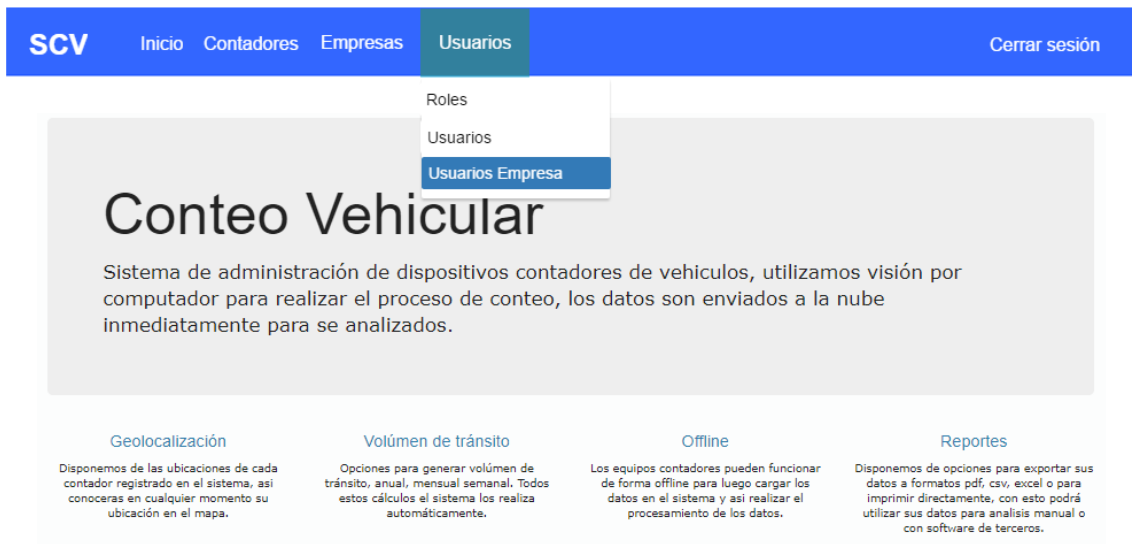 SCV Inicio Contadores Empresas Usuarios Cerrar sesión
Roles
Usuarios
Usuarios Empresa
Conteo Vehicular
Sistema de administración de dispositivos contadores de vehiculos, utilizamos visión por
computador para realizar el proceso de conteo, los datos son enviados a la nube
inmediatamente para se analizados.
Geolocalización
Disponemos de las ubicaciones de cada
contador registrado en el sistema, asi
conoceras en cualquier momento su
ubicación en el mapa.
Volúmen de tránsito
Opciones para generar volúmen de
tránsito, anual, mensual semanal. Todos
estos cálculos el sistema los realiza
automáticamente.
Offline
Los equipos contadores pueden funcionar
de forma offline para luego cargar los
datos en el sistema y asi realizar el
procesamiento de los datos.
Reportes
Disponemos de opciones para exportar sus
datos a formatos pdf, csv, excel o para
imprimir directamente, con esto podrá
utilizar sus datos para analisis manual o
con software de terceros.